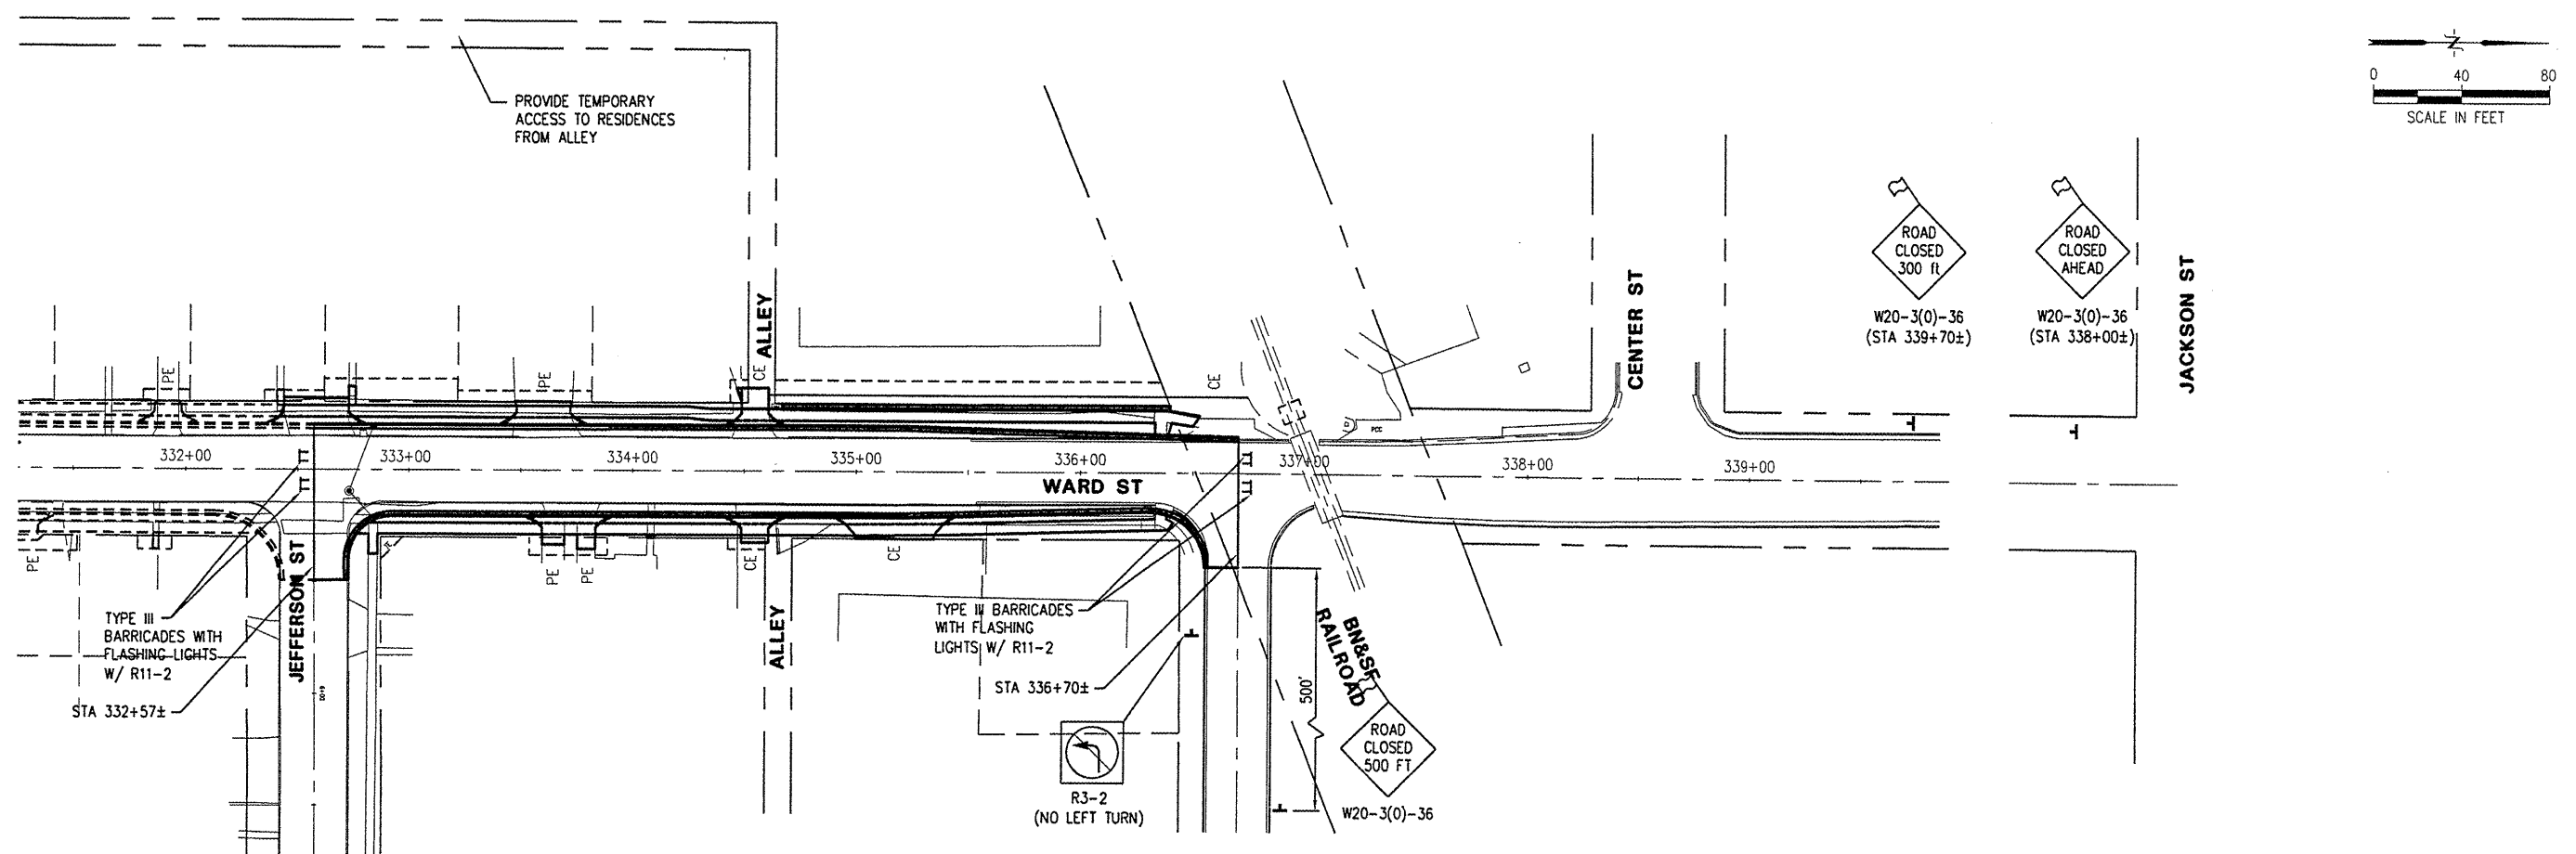 PROVIDE TEMPORARY
ACCESS TO RESIDENCES
FROM ALLEY
N
0 40 80
SCALE IN FEET
ROAD
CLOSED
300 ft
W20-3(O)-36
(STA 339+70±)
ROAD
CLOSED
AHEAD
W20-3(O)-36
(STA 338+00±)
JACKSON ST
CENTER ST
ALLEY
CE
CE
PE
PE
PCC
332+00
333+00
334+00
335+00
336+00
337+00
338+00
339+00
WARD ST
JEFFERSON ST
PE
PE
PE
CE
CE
ALLEY
TYPE III
BARRICADES WITH
FLASHING LIGHTS
W/ R11-2
STA 332+57±
TYPE III BARRICADES
WITH FLASHING
LIGHTS W/ R11-2
STA 336+70±
R3-2
(NO LEFT TURN)
500'
BN&SF
RAILROAD
ROAD
CLOSED
500 FT
W20-3(O)-36